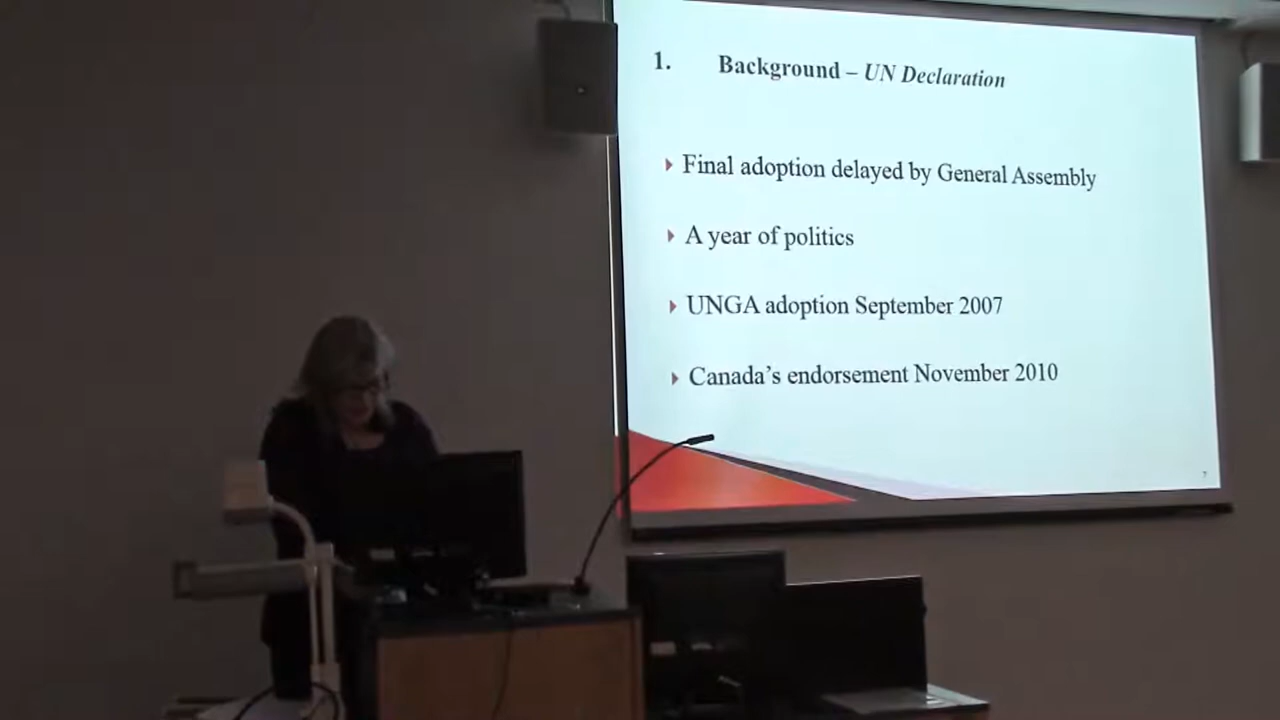 1. Background – UN Declaration
Final adoption delayed by General Assembly
A year of politics
UNGA adoption September 2007
Canada's endorsement November 2010
7